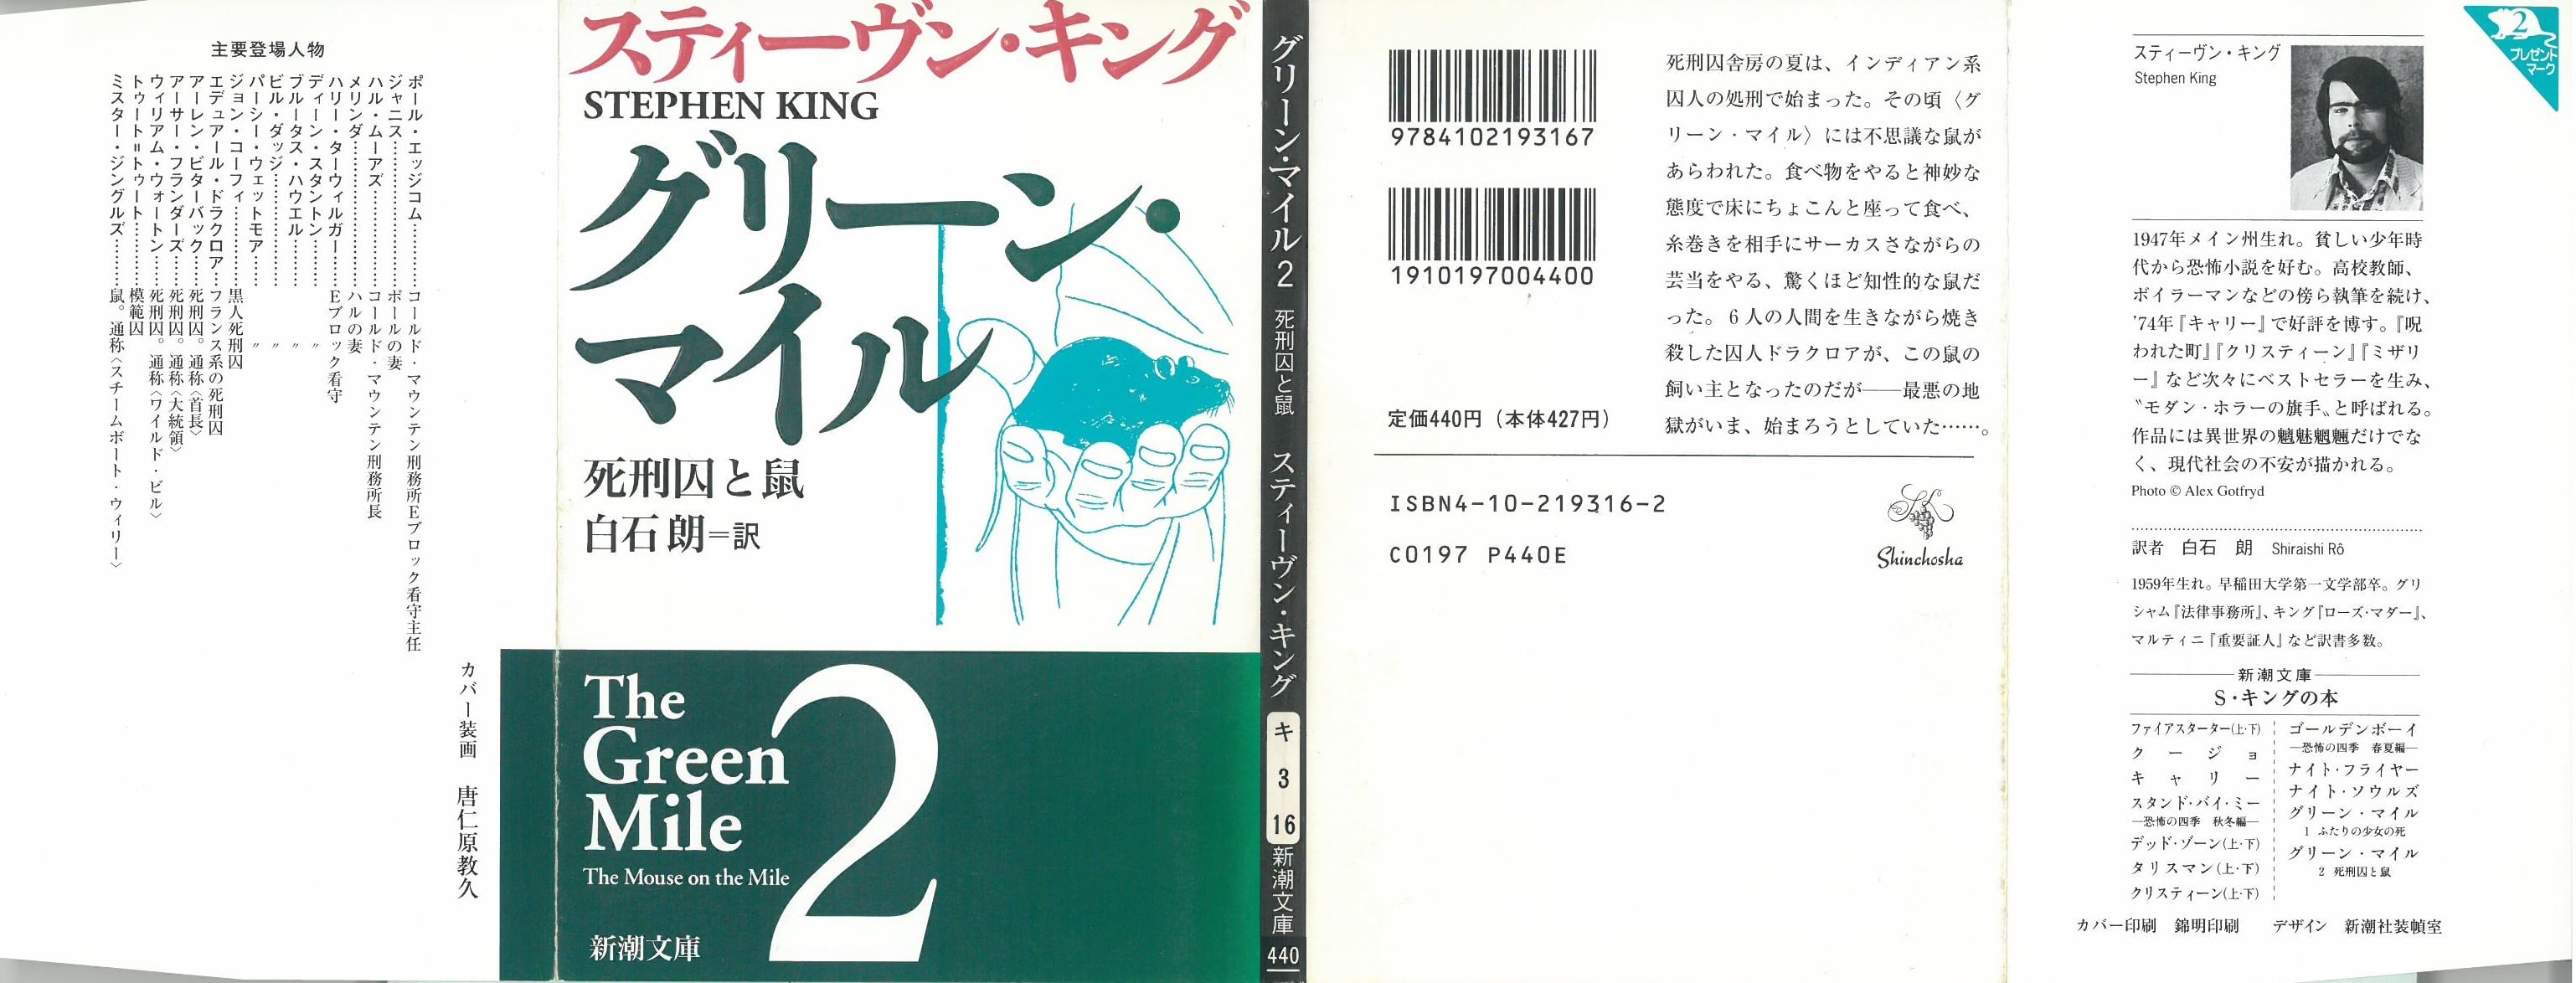 主要登場人物
ポール・エッジコム…………コールド・マウンテン刑務所Eブロック看守主任
ジャニス…………ポールの妻
ハル・ムーアズ…………コールド・マウンテン刑務所長
メリンダ…………ハルの妻
ハリー・ターウィルガー……Eブロック看守
ディーン・スタントン……〃
ブルータス・ハウエル……〃
ビル・ダッジ…………〃
パーシー・ウェットモア……〃
ジョン・コーフィ…………黒人死刑囚
エデュアール・ドラクロア…フランス系の死刑囚
アーレン・ビターバック……死刑囚。通称〈首長〉
アーサー・フランダーズ……死刑囚。通称〈大統領〉
ウィリアム・ウォートン……死刑囚。通称〈ワイルド・ビル〉
トゥート=トゥート…………模範囚
ミスター・ジングルズ………鼠。通称〈スチームボート・ウィリー〉
カバー装画 唐仁原教久
スティーヴン・キング
STEPHEN KING
グリーン・
マイル
死刑囚と鼠
白石 朗=訳
The
Green
Mile
2
The Mouse on the Mile
新潮文庫
グリーン・マイル 2 死刑囚と鼠 スティーヴン・キング
キ
3
16
新潮文庫
440
9784102193167
1910197004400
定価440円(本体427円)
死刑囚舎房の夏は、インディアン系
囚人の処刑で始まった。その頃〈グ
リーン・マイル〉には不思議な鼠が
あらわれた。食べ物をやると神妙な
態度で床にちょこんと座って食べ、
糸巻きを相手にサーカスさながらの
芸当をやる、驚くほど知性的な鼠だ
った。6人の人間を生きながら焼き
殺した囚人ドラクロアが、この鼠の
飼い主となったのだが――最悪の地
獄がいま、始まろうとしていた……。
ISBN4-10-219316-2
C0197 P440E
Shinchosha
2
プレゼント
マーク
スティーヴン・キング
Stephen King
1947年メイン州生れ。貧しい少年時
代から恐怖小説を好む。高校教師、
ボイラーマンなどの傍ら執筆を続け、
'74年『キャリー』で好評を博す。『呪
われた町』『クリスティーン』『ミザリ
ー』など次々にベストセラーを生み、
〝モダン・ホラーの旗手〟と呼ばれる。
作品には異世界の魑魅魍魎だけでな
く、現代社会の不安が描かれる。
Photo © Alex Gotfryd
訳者 白石 朗 Shiraishi Rô
1959年生れ。早稲田大学第一文学部卒。グリ
シャム『法律事務所』、キング『ローズ・マダー』、
マルティニ『重要証人』など訳書多数。
新潮文庫
S・キングの本
ファイアスターター(上・下)
クージョ
キャリー
スタンド・バイ・ミー
―恐怖の四季 秋冬編―
デッド・ゾーン(上・下)
タリスマン(上・下)
クリスティーン(上・下)
ゴールデンボーイ
―恐怖の四季 春夏編―
ナイト・フライヤー
ナイト・ソウルズ
グリーン・マイル
1 ふたりの少女の死
グリーン・マイル
2 死刑囚と鼠
カバー印刷 錦明印刷 デザイン 新潮社装幀室